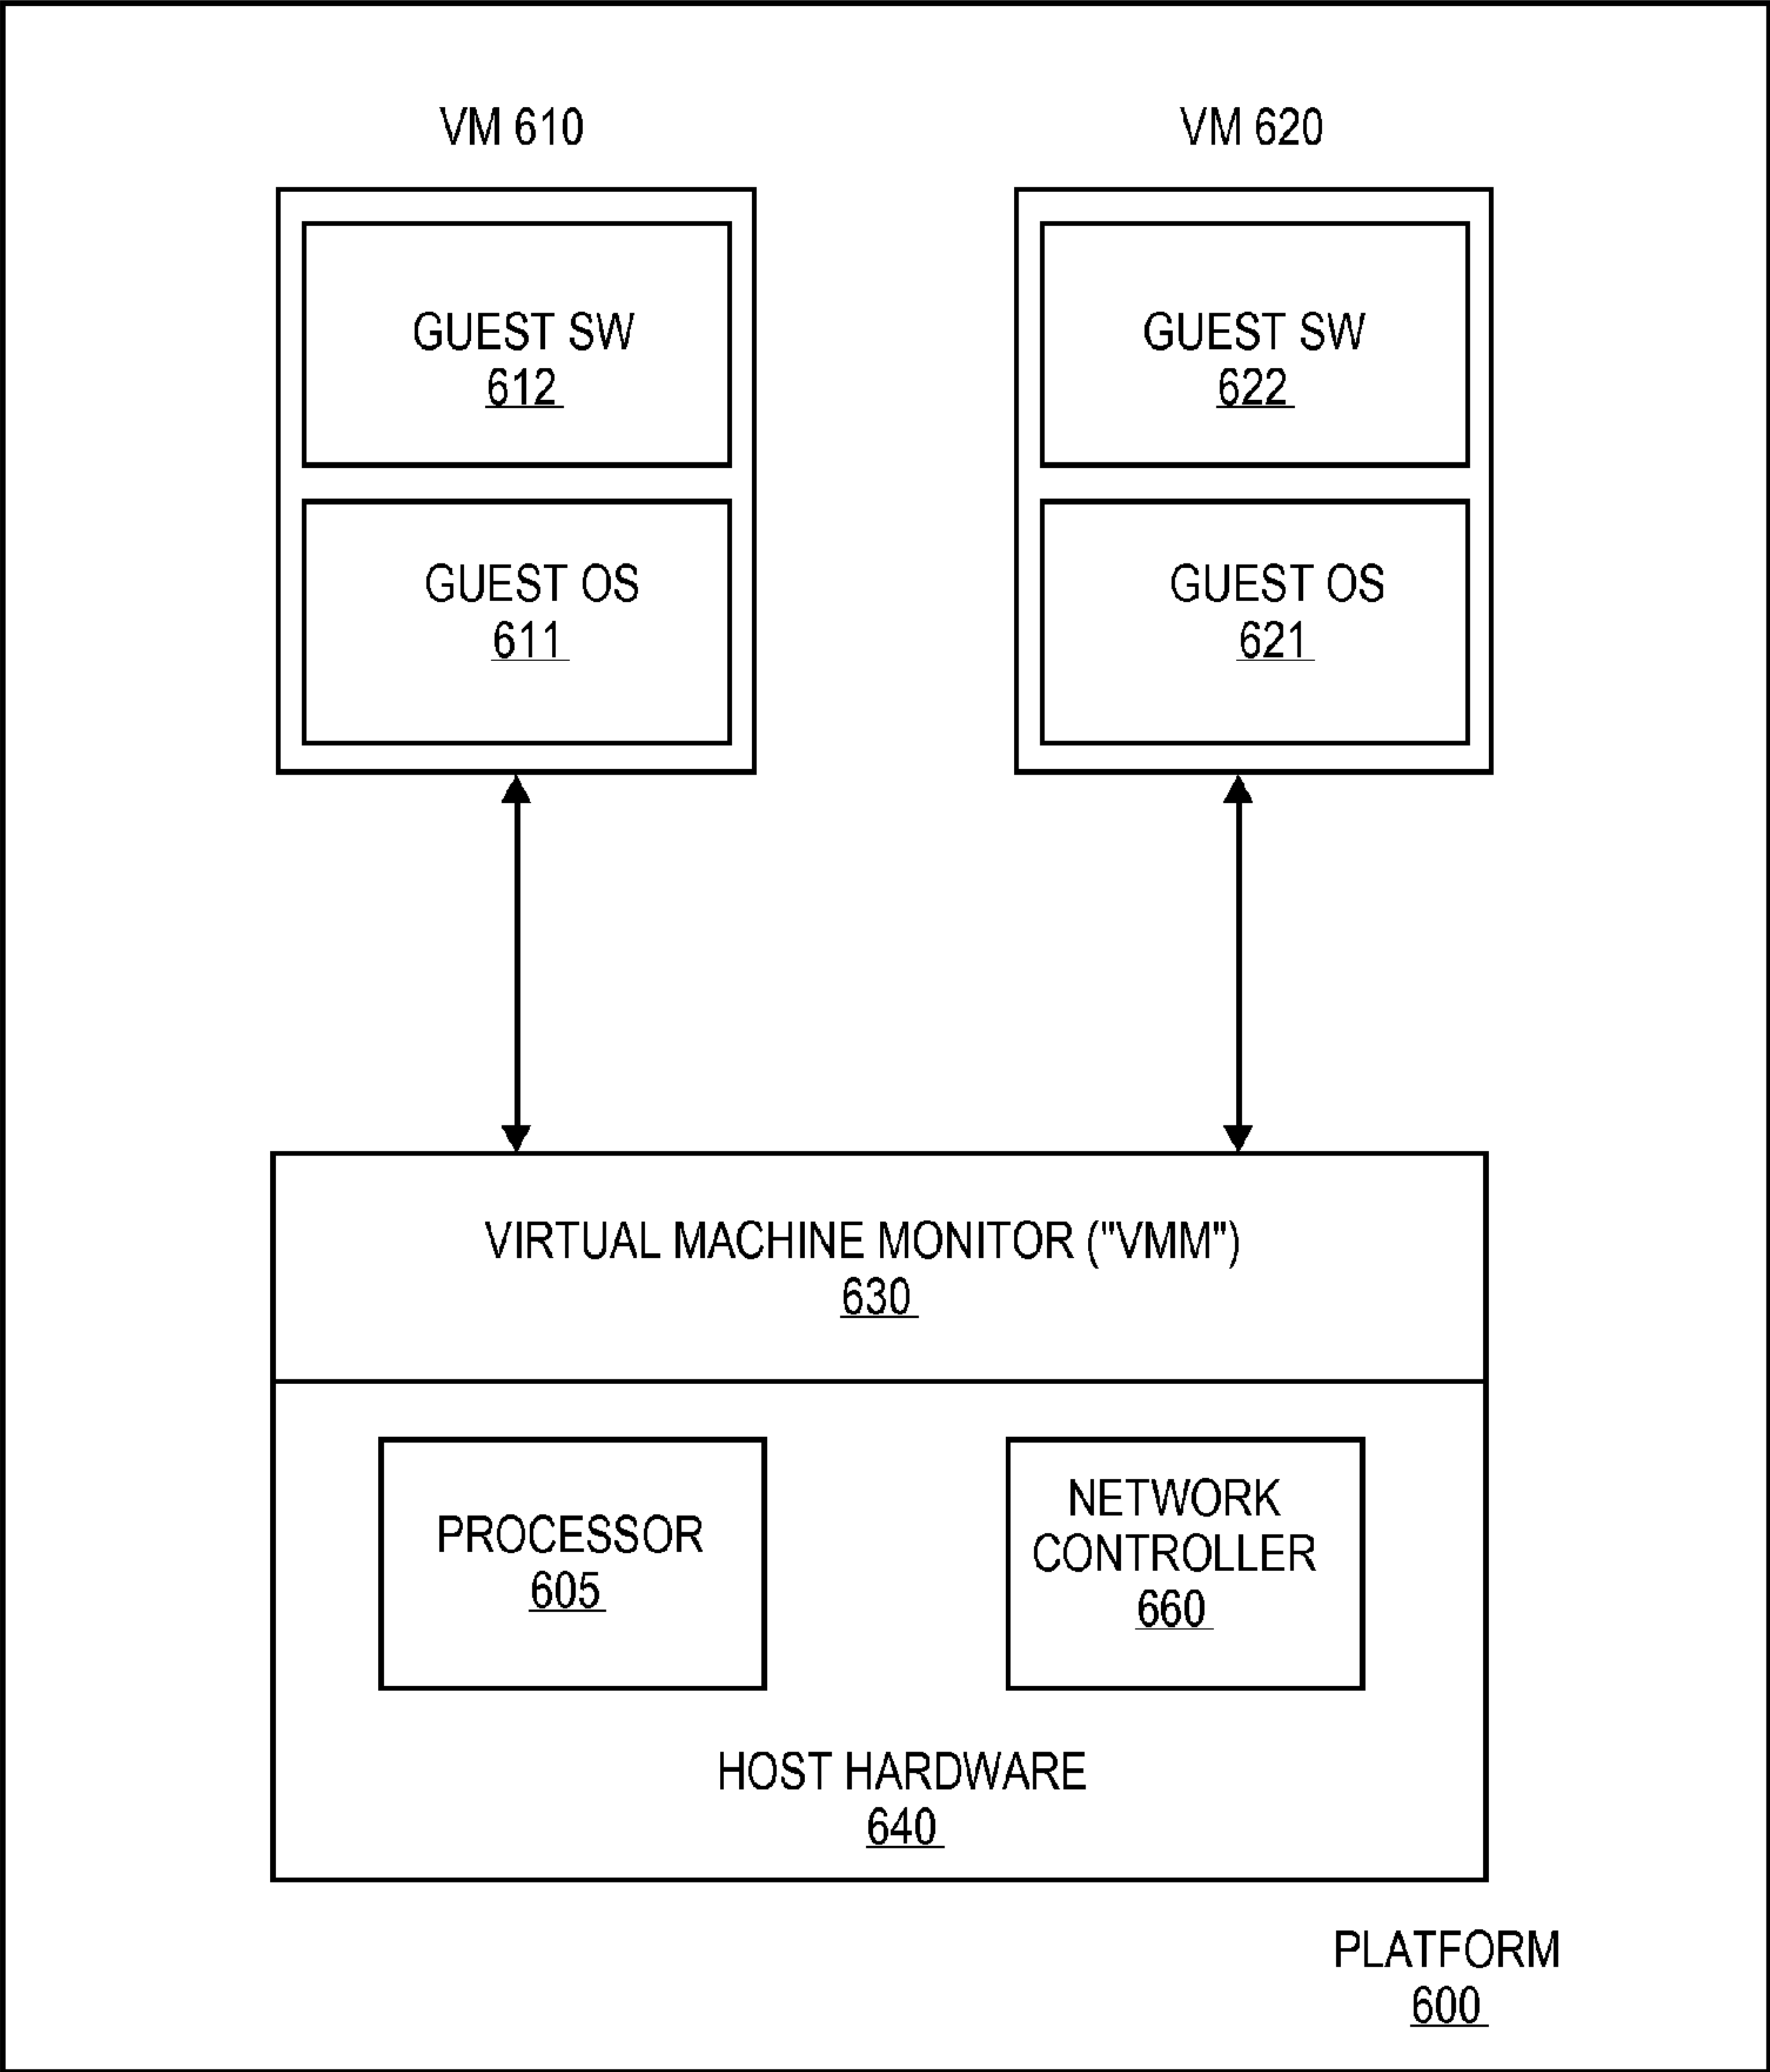 VM 610
VM 620
GUEST SW
612
GUEST SW
622
GUEST OS
611
GUEST OS
621
VIRTUAL MACHINE MONITOR ("VMM")
630
PROCESSOR
605
NETWORK
CONTROLLER
660
HOST HARDWARE
640
PLATFORM
600